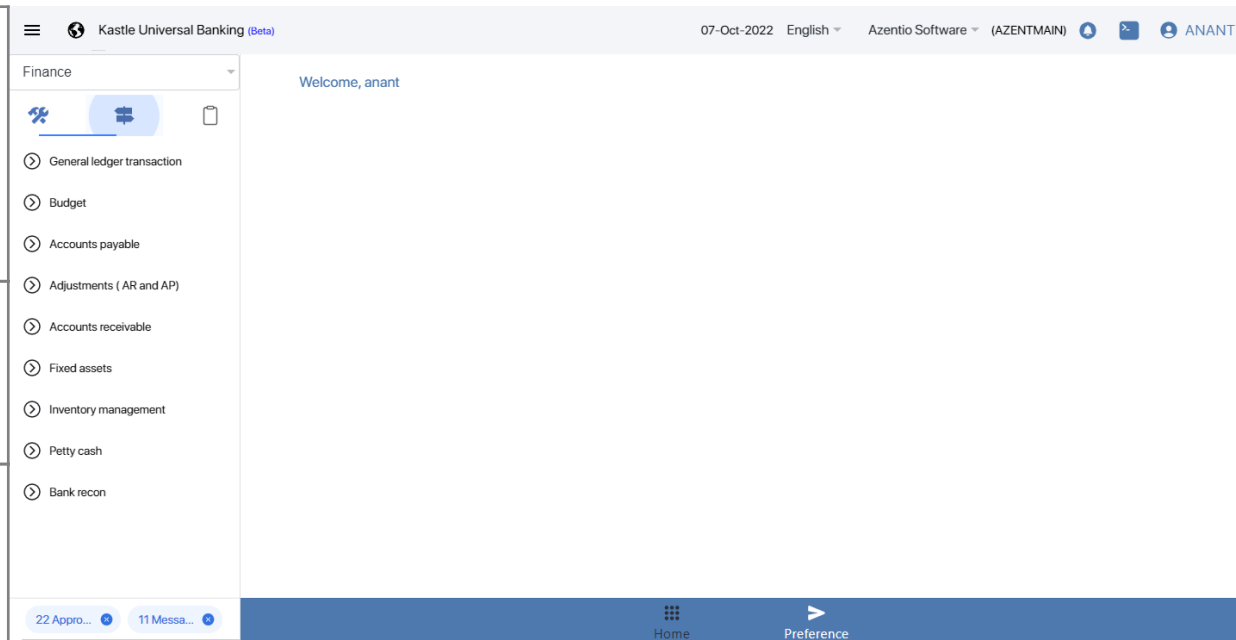 Kastle Universal Banking (Beta) 07-Oct-2022 English Azentio Software (AZENTMAIN) ANANT
Finance
Welcome, anant
General ledger transaction
Budget
Accounts payable
Adjustments ( AR and AP)
Accounts receivable
Fixed assets
Inventory management
Petty cash
Bank recon
22 Appro... 11 Messa...
Home Preference